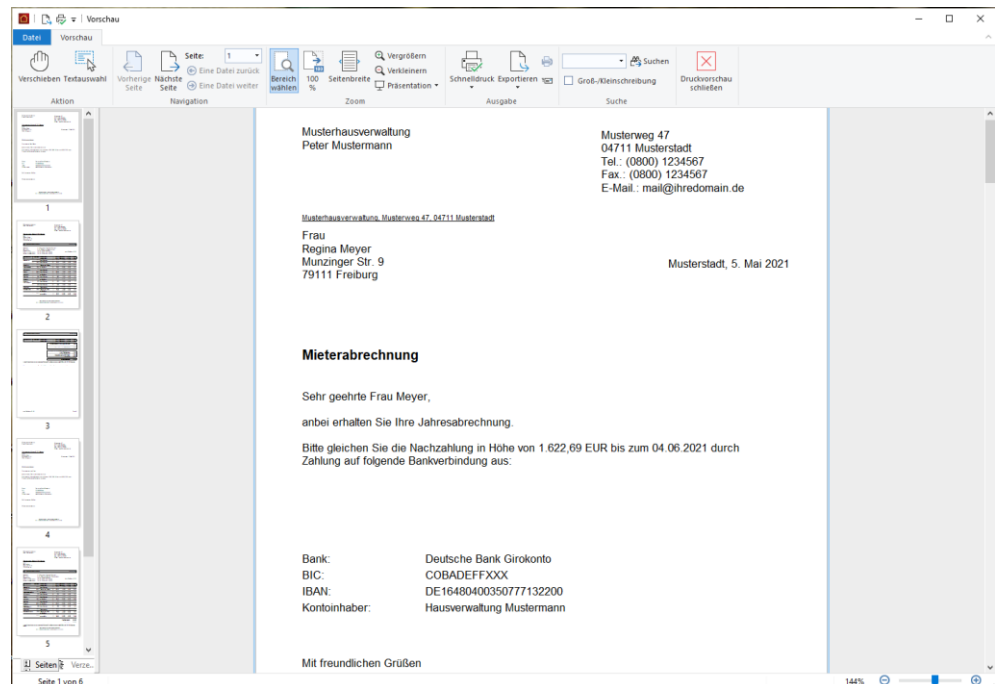 Vorschau
Datei
Vorschau
Verschieben
Textauswahl
Aktion
Vorherige Seite
Nächste Seite
Seite:
1
Eine Datei zurück
Eine Datei weiter
Navigation
Bereich wählen
100 %
Seitenbreite
Vergrößern
Verkleinern
Präsentation
Zoom
Schnelldruck
Exportieren
Ausgabe
Suchen
Groß-/Kleinschreibung
Suche
Druckvorschau schließen
1
2
3
4
5
Seiten
Verze..
Musterhausverwaltung
Peter Mustermann
Musterweg 47
04711 Musterstadt
Tel.: (0800) 1234567
Fax.: (0800) 1234567
E-Mail.: mail@ihredomain.de
Musterhausverwaltung, Musterweg 47, 04711 Musterstadt
Frau
Regina Meyer
Munzinger Str. 9
79111 Freiburg
Musterstadt, 5. Mai 2021
Mieterabrechnung
Sehr geehrte Frau Meyer,
anbei erhalten Sie Ihre Jahresabrechnung.
Bitte gleichen Sie die Nachzahlung in Höhe von 1.622,69 EUR bis zum 04.06.2021 durch
Zahlung auf folgende Bankverbindung aus:
Bank: Deutsche Bank Girokonto
BIC: COBADEFFXXX
IBAN: DE16480400350777132200
Kontoinhaber: Hausverwaltung Mustermann
Mit freundlichen Grüßen
Seite 1 von 6
144%